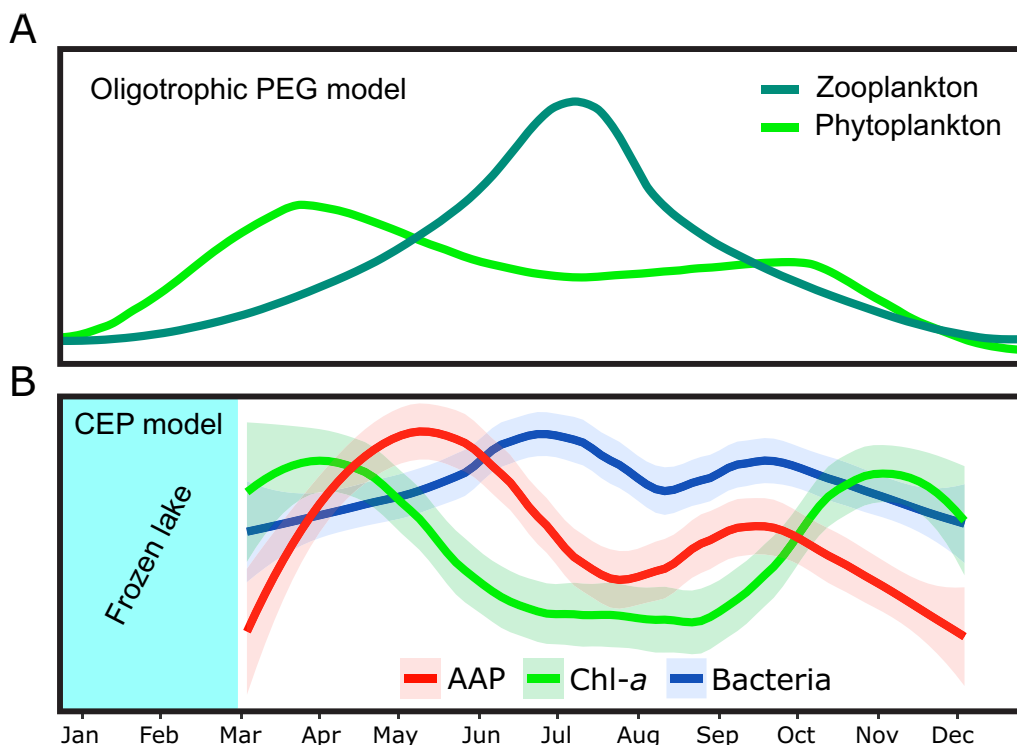 A
Oligotrophic PEG model
Zooplankton
Phytoplankton
B
CEP model
Frozen lake
AAP Chl-a Bacteria
Jan Feb Mar Apr May Jun Jul Aug Sep Oct Nov Dec